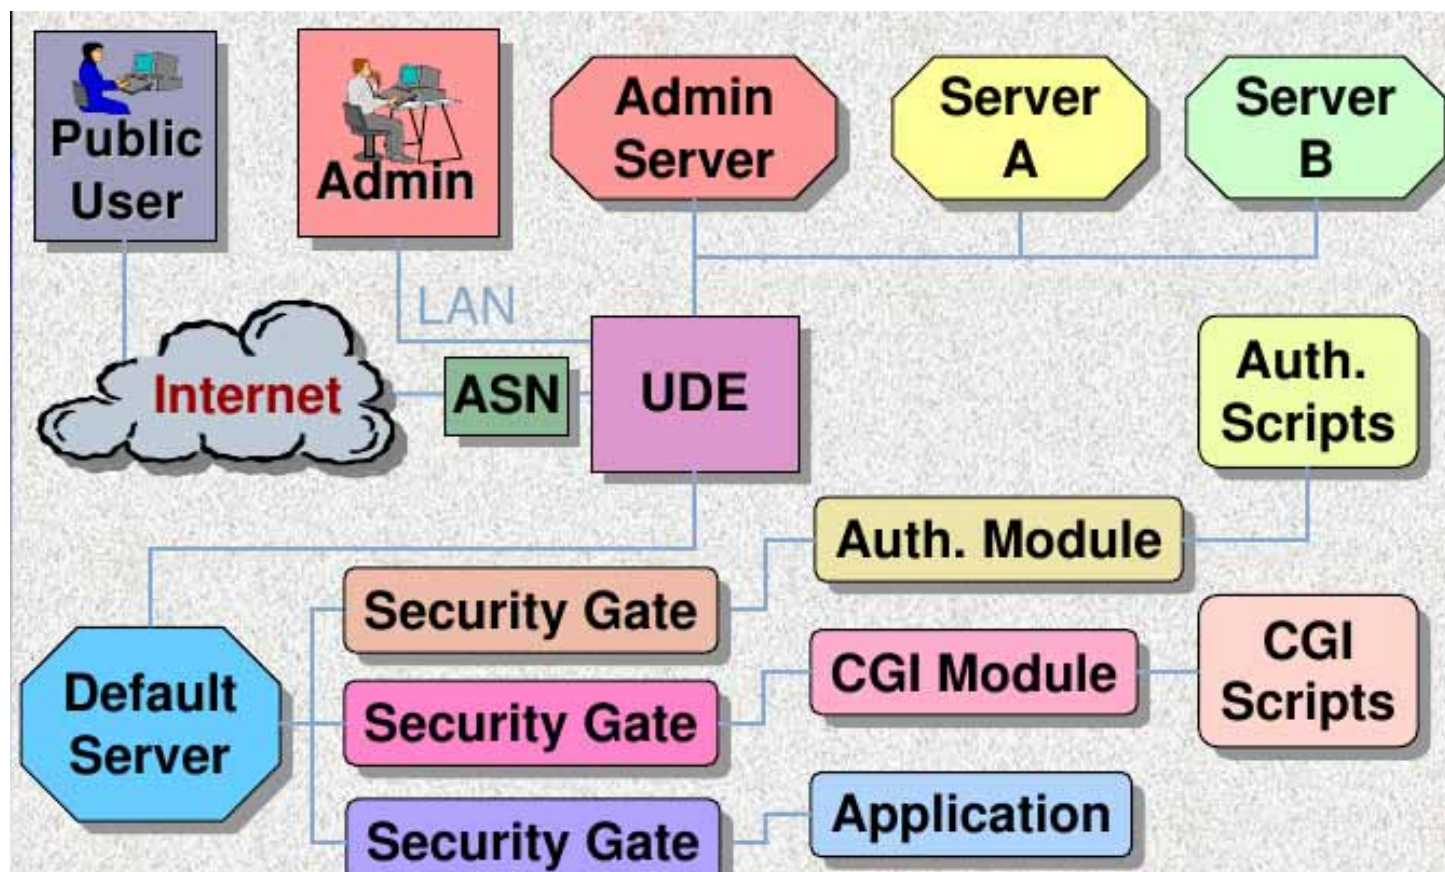 Public
User
Admin
Admin
Server
Server
A
Server
B
LAN
Internet
ASN
UDE
Auth.
Scripts
Auth. Module
Security Gate
Default
Server
Security Gate
CGI Module
CGI
Scripts
Security Gate
Application